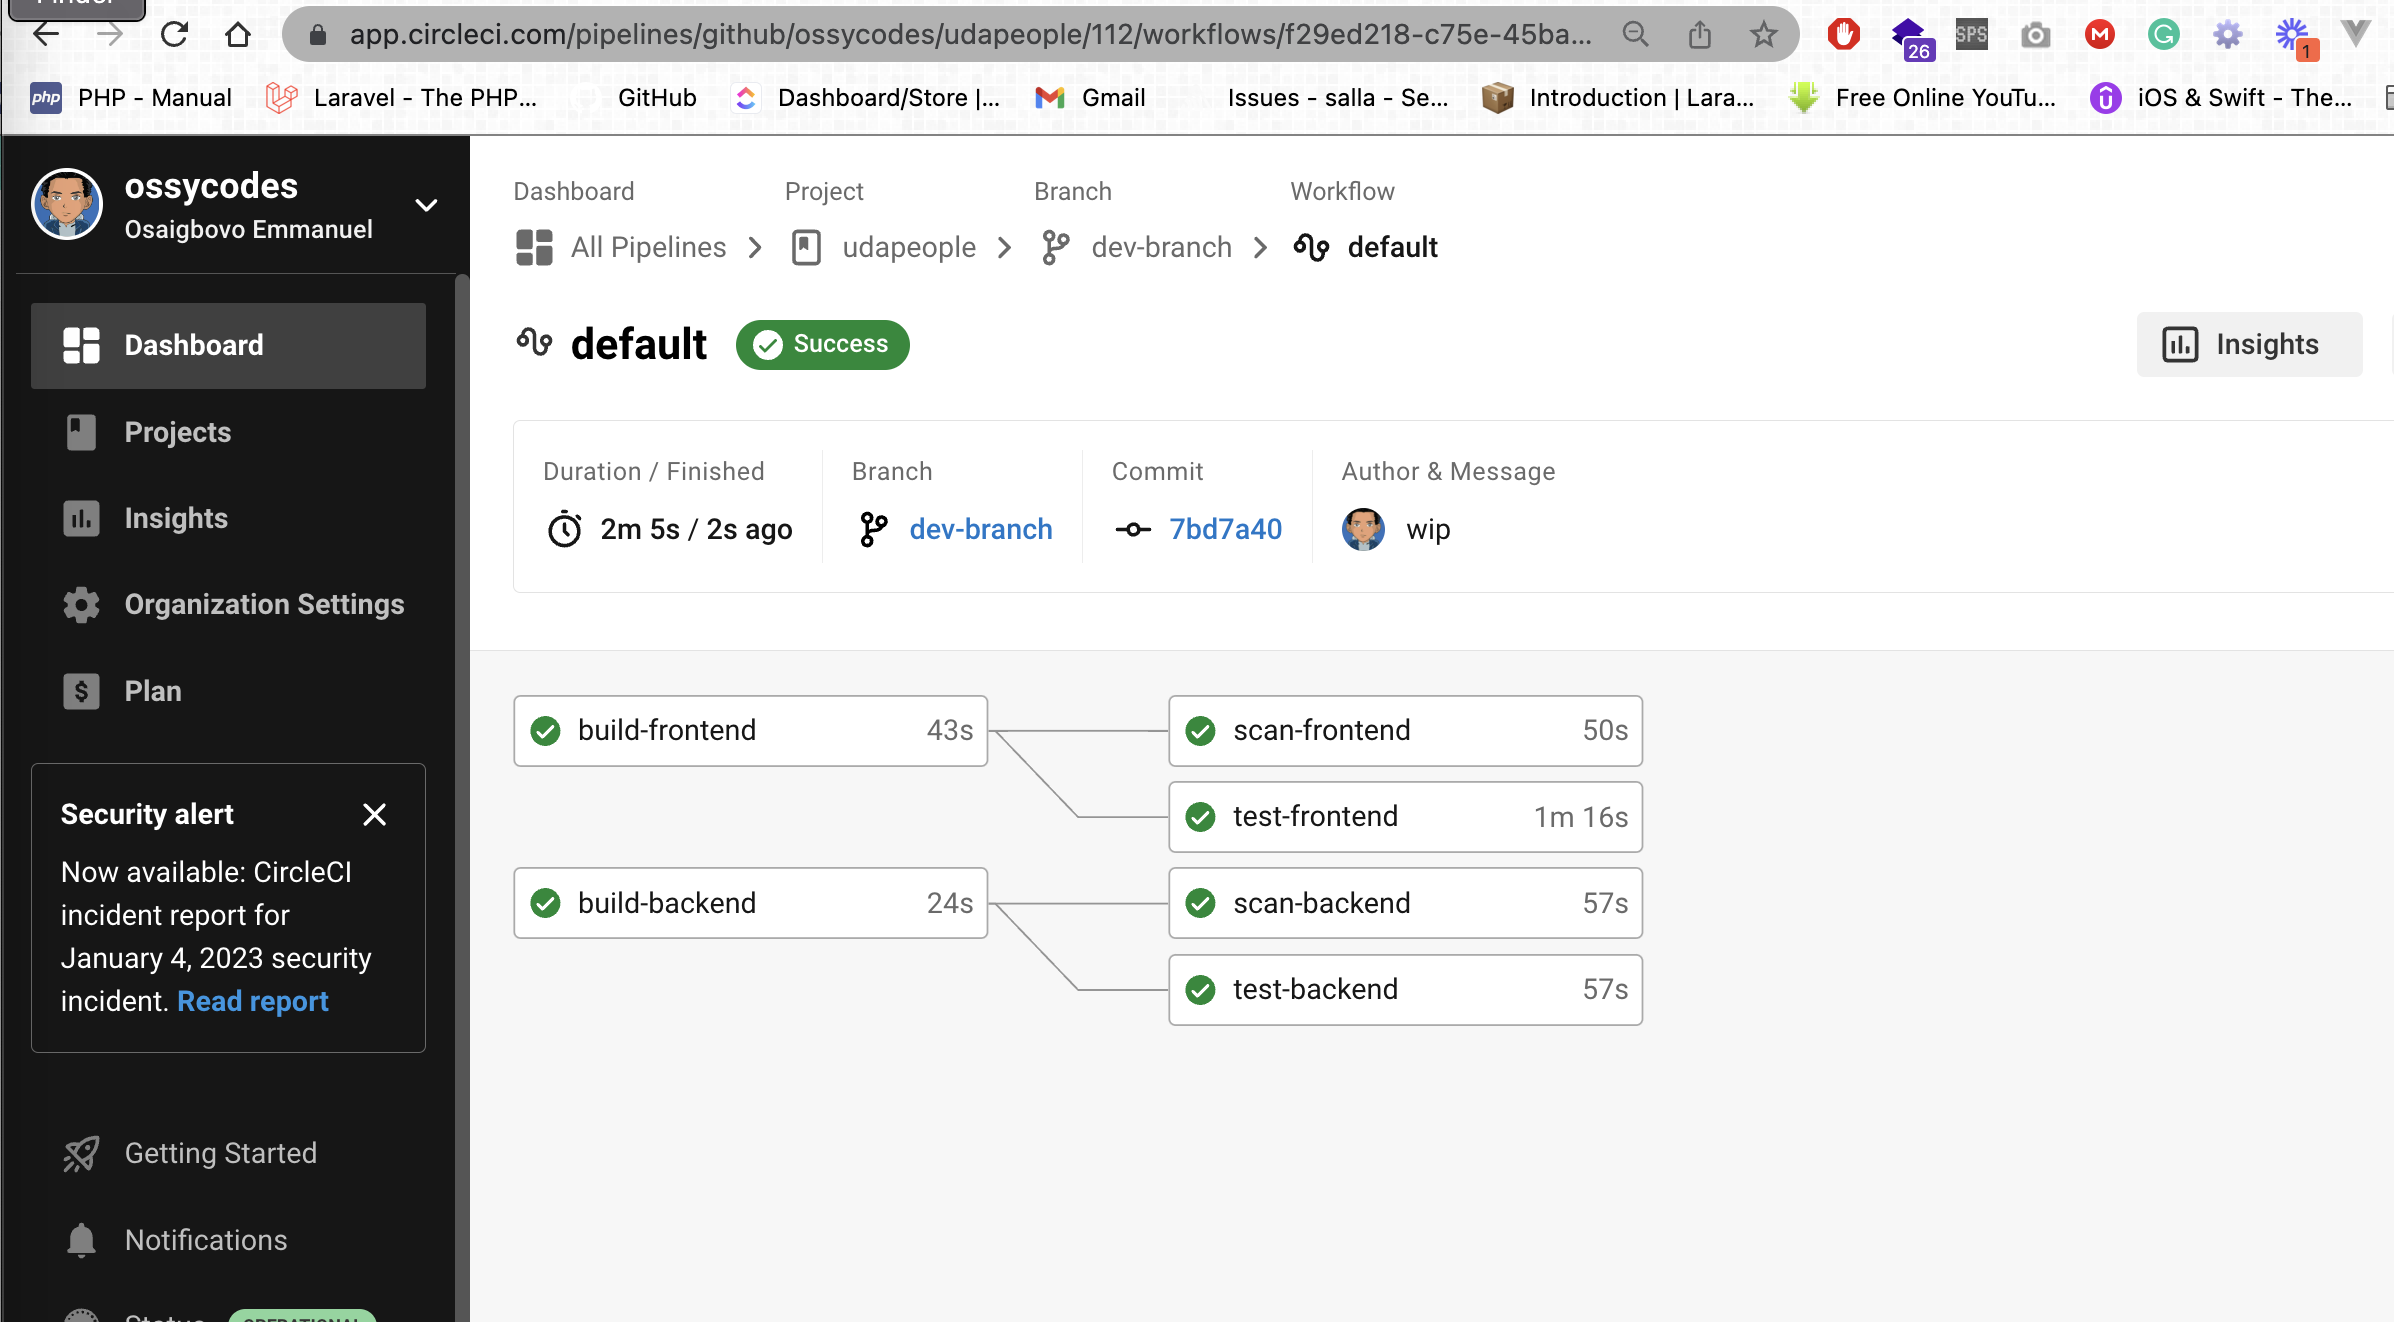 Finder
app.circleci.com/pipelines/github/ossycodes/udapeople/112/workflows/f29ed218-c75e-45ba...
26
SPS
1
php PHP - Manual
Laravel - The PHP...
GitHub
Dashboard/Store |...
Gmail
Issues - salla - Se...
Introduction | Lara...
Free Online YouTu...
iOS & Swift - The...
ossycodes
Osaigbovo Emmanuel
Dashboard
Projects
Insights
Organization Settings
Plan
Security alert
Now available: CircleCI
incident report for
January 4, 2023 security
incident. Read report
Getting Started
Notifications
Status OPERATIONAL
Dashboard Project Branch Workflow
All Pipelines udapeople dev-branch default
default Success
Insights
Duration / Finished
2m 5s / 2s ago
Branch
dev-branch
Commit
7bd7a40
Author & Message
wip
build-frontend 43s
scan-frontend 50s
test-frontend 1m 16s
build-backend 24s
scan-backend 57s
test-backend 57s